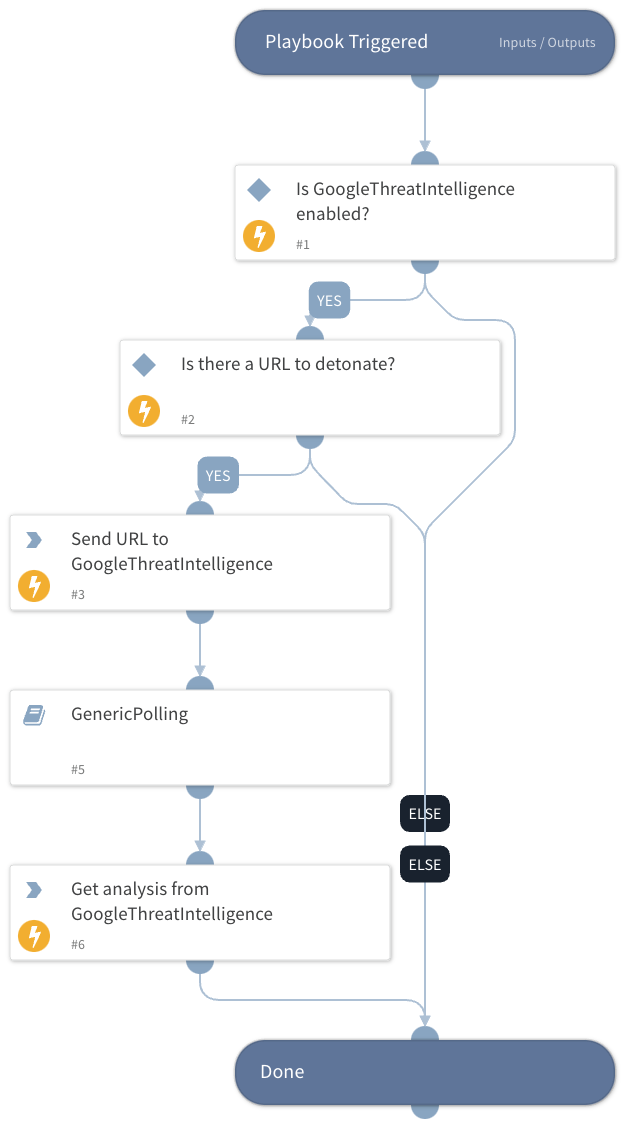 Playbook Triggered
Inputs / Outputs
Is GoogleThreatIntelligence
enabled?
#1
YES
Is there a URL to detonate?
#2
YES
Send URL to
GoogleThreatIntelligence
#3
GenericPolling
#5
ELSE
ELSE
Get analysis from
GoogleThreatIntelligence
#6
Done